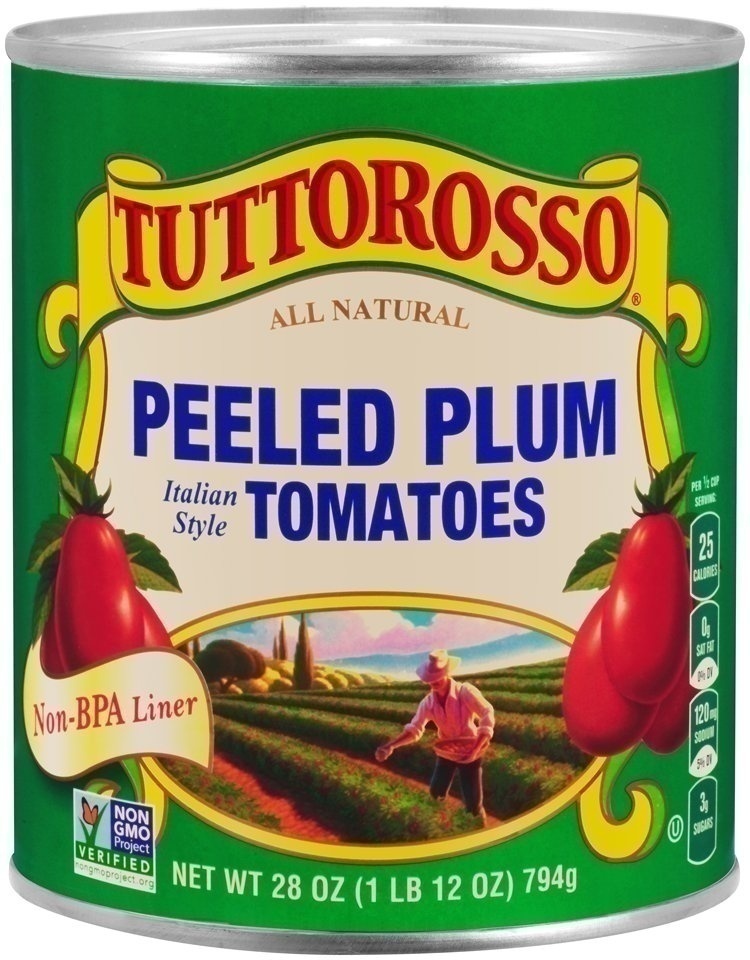 TUTTOROSSO®
ALL NATURAL
PEELED PLUM
Italian
Style
TOMATOES
PER ½ CUP
SERVING:
25
CALORIES
0g
SAT FAT
0% DV
120mg
SODIUM
5% DV
3g
SUGARS
Non-BPA Liner
NON
GMO
Project
VERIFIED
nongmoproject.org
U
NET WT 28 OZ (1 LB 12 OZ) 794g